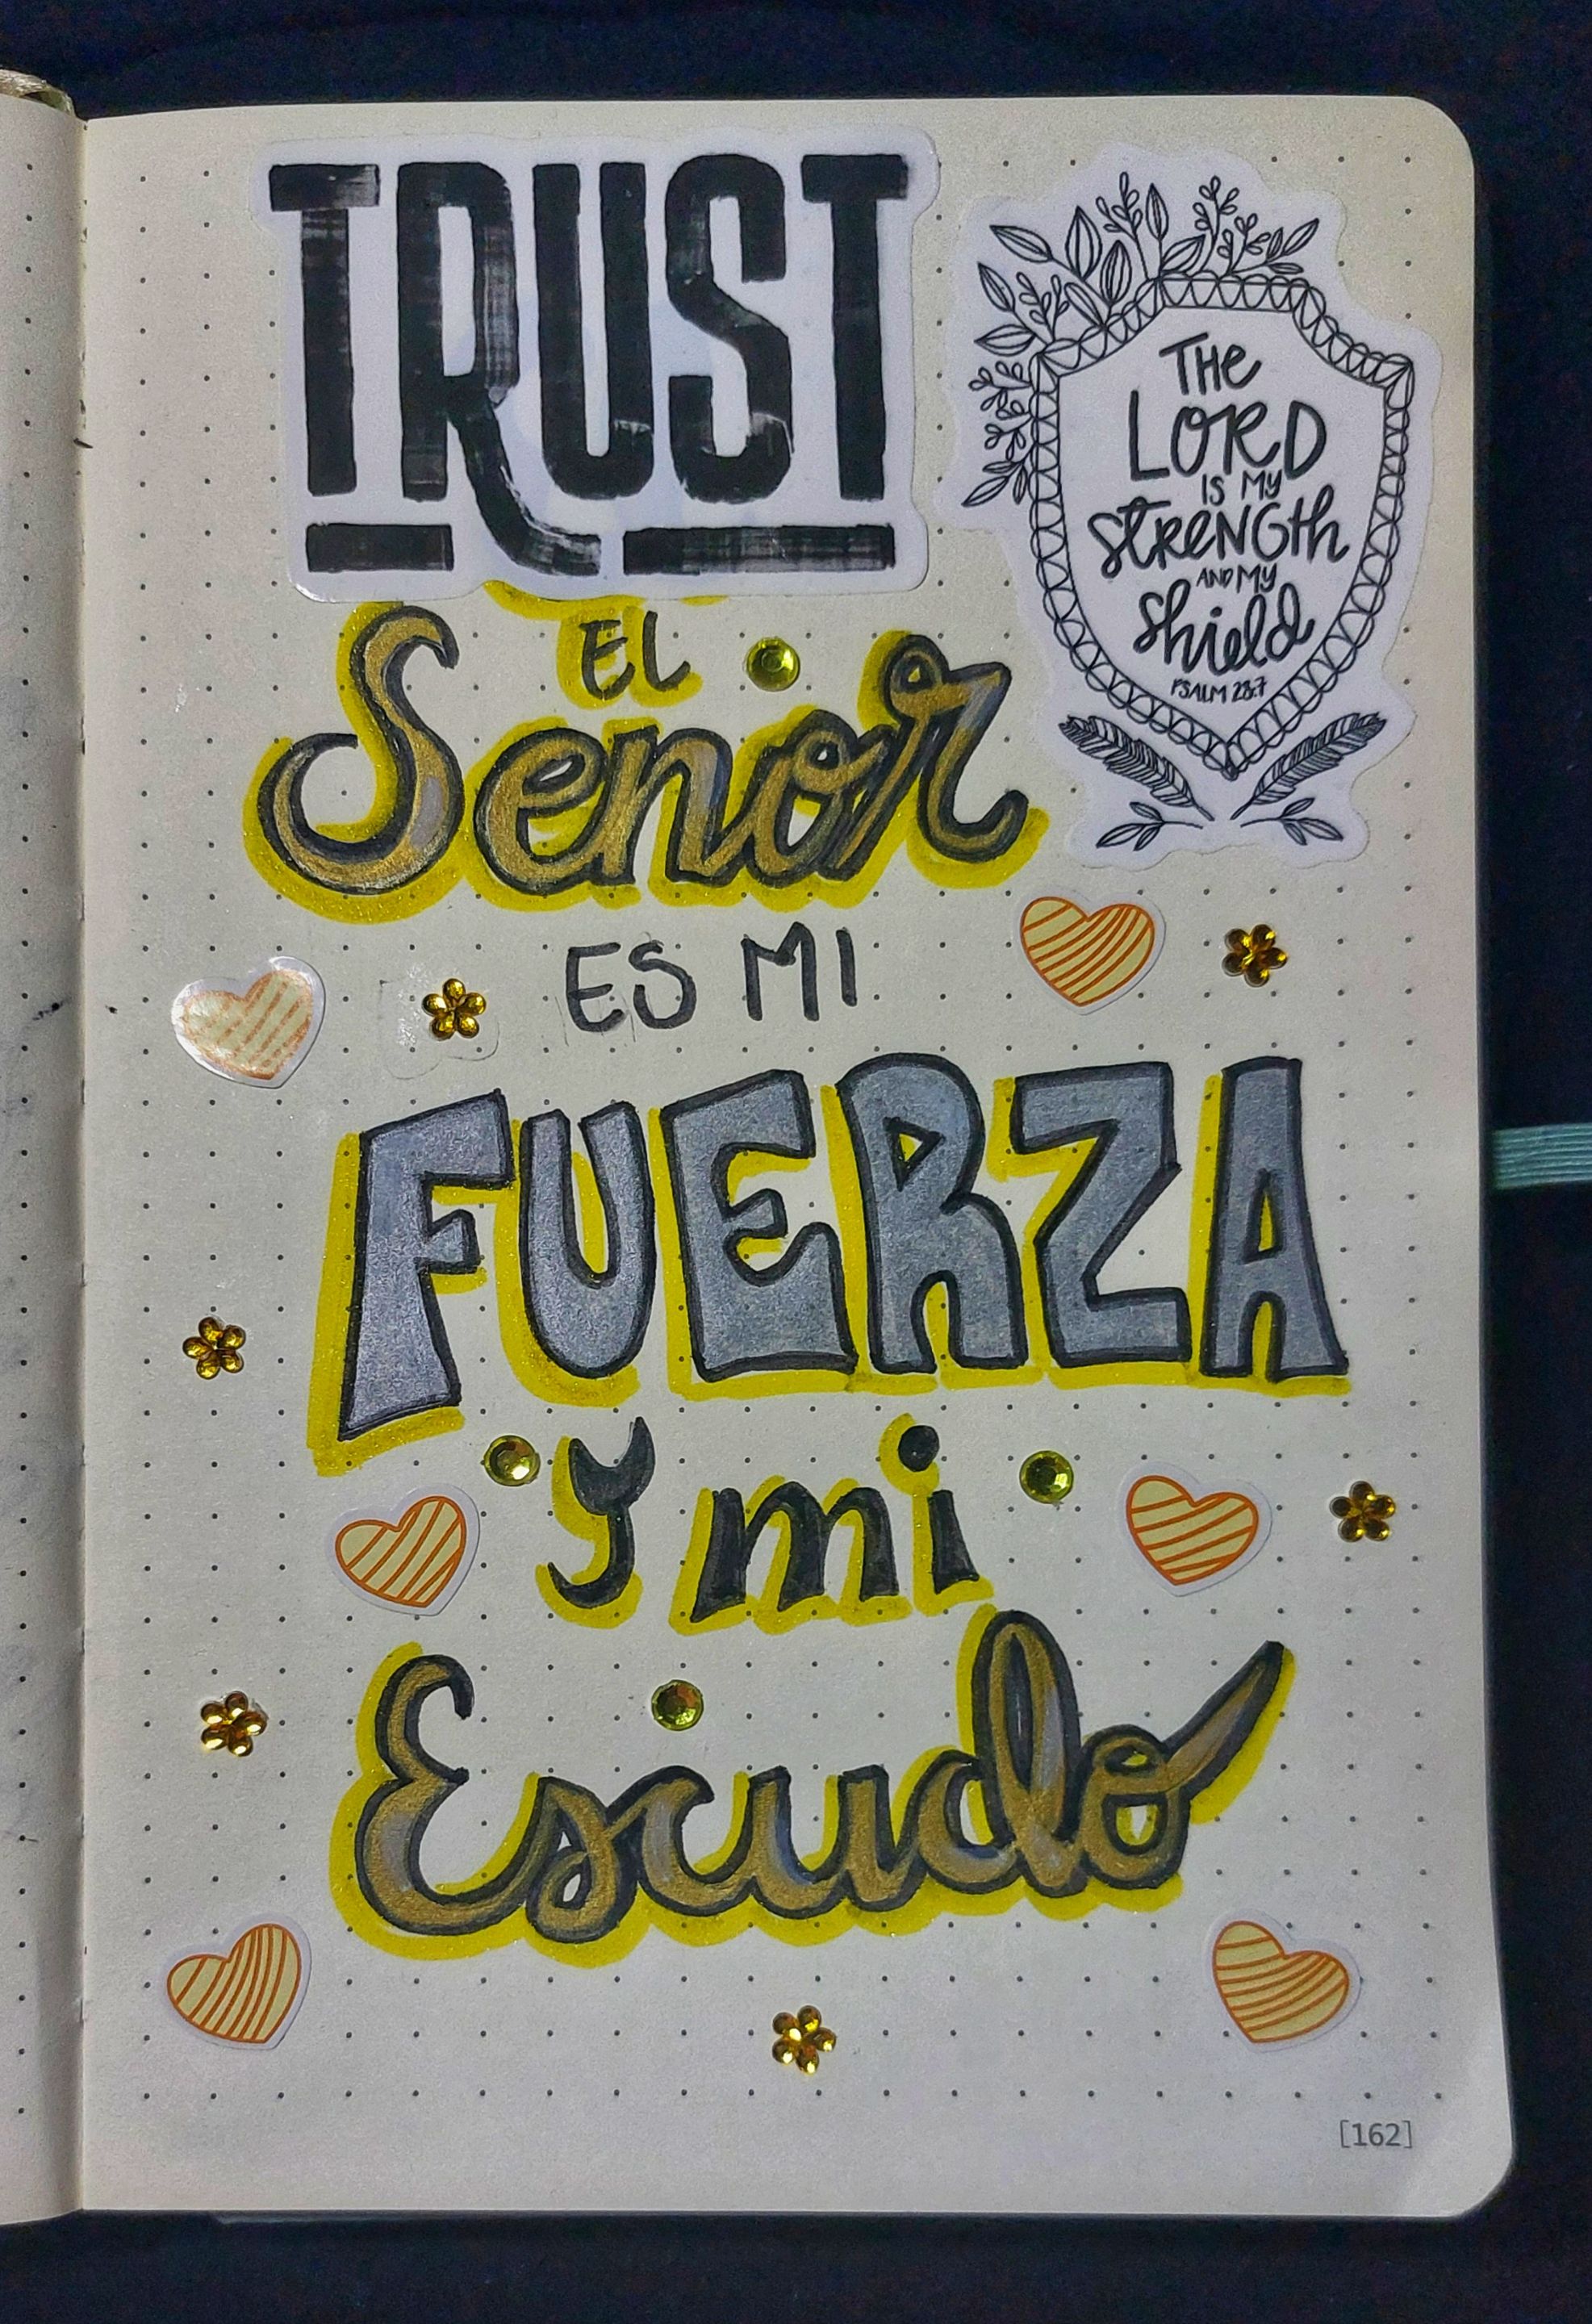 TRUST
THE
LORD
IS MY
STRENGTH
AND MY
Shield
PSALM 28:7
El
Senor
ES MI
FUERZA
Y mi
Escudo
[162]